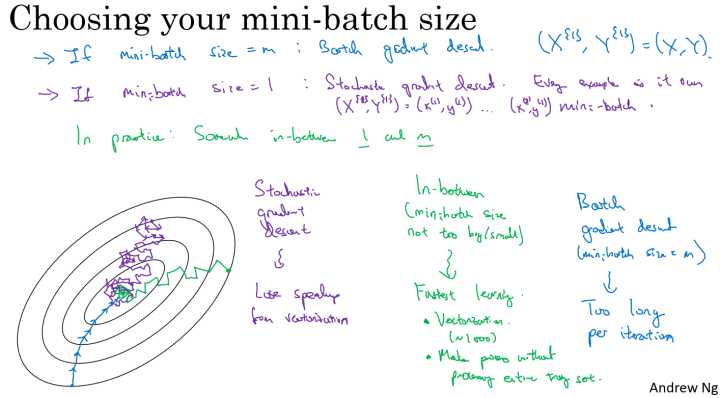 Choosing your mini-batch size
→ If mini-batch size = m : Batch gradient descent. (X^{1}, Y^{1}) = (X, Y).
→ If mini-batch size = 1 : Stochastic gradient descent. Every example is it own
(X^{1}, Y^{1}) = (x^(1), y^(1)) ... mini-batch.
In practice: Somewhere in-between 1 and m
Stochastic
gradient
descent
Lose speedup
from vectorization
In-between
(mini-batch size
not too big/small)
Fastest learning.
• Vectorization.
(~1000)
• Make progress without
processing entire training set.
Batch
gradient descent
(mini-batch size = m)
Too long
per iteration
Andrew Ng